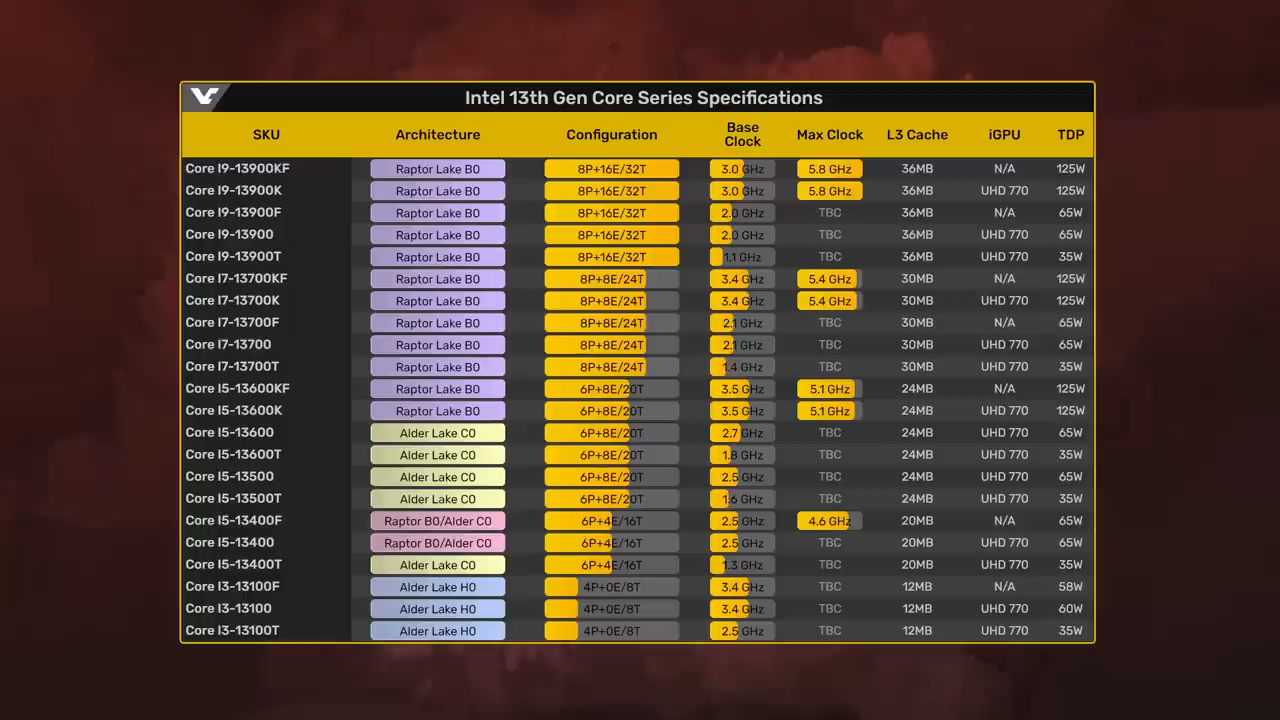 Intel 13th Gen Core Series Specifications
SKU Architecture Configuration Base Clock Max Clock L3 Cache iGPU TDP
Core I9-13900KF Raptor Lake B0 8P+16E/32T 3.0 GHz 5.8 GHz 36MB N/A 125W
Core I9-13900K Raptor Lake B0 8P+16E/32T 3.0 GHz 5.8 GHz 36MB UHD 770 125W
Core I9-13900F Raptor Lake B0 8P+16E/32T 2.0 GHz TBC 36MB N/A 65W
Core I9-13900 Raptor Lake B0 8P+16E/32T 2.0 GHz TBC 36MB UHD 770 65W
Core I9-13900T Raptor Lake B0 8P+16E/32T 1.1 GHz TBC 36MB UHD 770 35W
Core I7-13700KF Raptor Lake B0 8P+8E/24T 3.4 GHz 5.4 GHz 30MB N/A 125W
Core I7-13700K Raptor Lake B0 8P+8E/24T 3.4 GHz 5.4 GHz 30MB UHD 770 125W
Core I7-13700F Raptor Lake B0 8P+8E/24T 2.1 GHz TBC 30MB N/A 65W
Core I7-13700 Raptor Lake B0 8P+8E/24T 2.1 GHz TBC 30MB UHD 770 65W
Core I7-13700T Raptor Lake B0 8P+8E/24T 1.4 GHz TBC 30MB UHD 770 35W
Core I5-13600KF Raptor Lake B0 6P+8E/20T 3.5 GHz 5.1 GHz 24MB N/A 125W
Core I5-13600K Raptor Lake B0 6P+8E/20T 3.5 GHz 5.1 GHz 24MB UHD 770 125W
Core I5-13600 Alder Lake C0 6P+8E/20T 2.7 GHz TBC 24MB UHD 770 65W
Core I5-13600T Alder Lake C0 6P+8E/20T 1.8 GHz TBC 24MB UHD 770 35W
Core I5-13500 Alder Lake C0 6P+8E/20T 2.5 GHz TBC 24MB UHD 770 65W
Core I5-13500T Alder Lake C0 6P+8E/20T 1.6 GHz TBC 24MB UHD 770 35W
Core I5-13400F Raptor B0/Alder C0 6P+4E/16T 2.5 GHz 4.6 GHz 20MB N/A 65W
Core I5-13400 Raptor B0/Alder C0 6P+4E/16T 2.5 GHz TBC 20MB UHD 770 65W
Core I5-13400T Alder Lake C0 6P+4E/16T 1.3 GHz TBC 20MB UHD 770 35W
Core I3-13100F Alder Lake H0 4P+0E/8T 3.4 GHz TBC 12MB N/A 58W
Core I3-13100 Alder Lake H0 4P+0E/8T 3.4 GHz TBC 12MB UHD 770 60W
Core I3-13100T Alder Lake H0 4P+0E/8T 2.5 GHz TBC 12MB UHD 770 35W